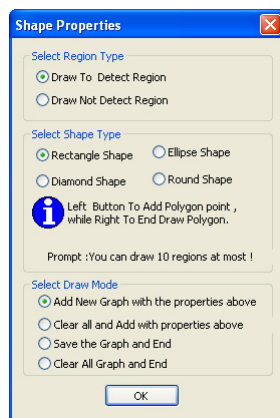 Shape Properties
Select Region Type
Draw To Detect Region
Draw Not Detect Region
Select Shape Type
Rectangle Shape
Ellipse Shape
Diamond Shape
Round Shape
Left Button To Add Polygon point ,
while Right To End Draw Polygon.
Prompt :You can draw 10 regions at most !
Select Draw Mode
Add New Graph with the properties above
Clear all and Add with properties above
Save the Graph and End
Clear All Graph and End
OK